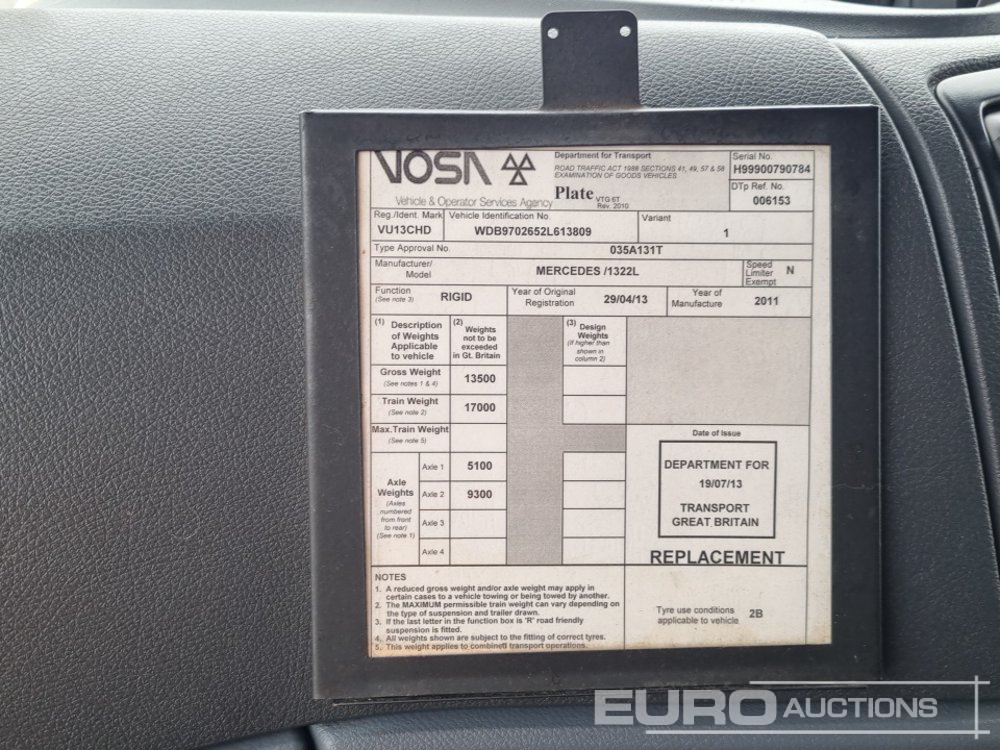 VOSA
Vehicle & Operator Services Agency
Department for Transport
ROAD TRAFFIC ACT 1988 SECTIONS 41, 49, 57 & 58
EXAMINATION OF GOODS VEHICLES
Plate VTG 6T
Rev. 2010
Serial No.
H99900790784
DTp Ref. No.
006153
Reg./Ident. Mark
VU13CHD
Vehicle Identification No.
WDB9702652L613809
Variant
1
Type Approval No.
035A131T
Manufacturer/
Model
MERCEDES /1322L
Speed
Limiter
Exempt
N
Function
(See note 3)
RIGID
Year of Original
Registration
29/04/13
Year of
Manufacture
2011
(1) Description
of Weights
Applicable
to vehicle
(2) Weights
not to be
exceeded
in Gt. Britain
(3) Design
Weights
(if higher than
shown in
column 2)
Gross Weight
(See notes 1 & 4)
13500
Train Weight
(See note 2)
17000
Max.Train Weight
(See note 5)
Axle
Weights
(Axles
numbered
from front
to rear)
(See note 1)
Axle 1
5100
Axle 2
9300
Axle 3
Axle 4
Date of Issue
DEPARTMENT FOR
19/07/13
TRANSPORT
GREAT BRITAIN
REPLACEMENT
NOTES
1. A reduced gross weight and/or axle weight may apply in
certain cases to a vehicle towing or being towed by another.
2. The MAXIMUM permissible train weight can vary depending on
the type of suspension and trailer drawn.
3. If the last letter in the function box is 'R' road friendly
suspension is fitted.
4. All weights shown are subject to the fitting of correct tyres.
5. This weight applies to combined transport operations.
Tyre use conditions
applicable to vehicle
2B
EURO AUCTIONS